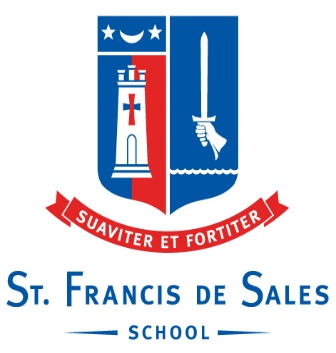 SUAVITER ET FORTITER
ST. FRANCIS DE SALES
SCHOOL